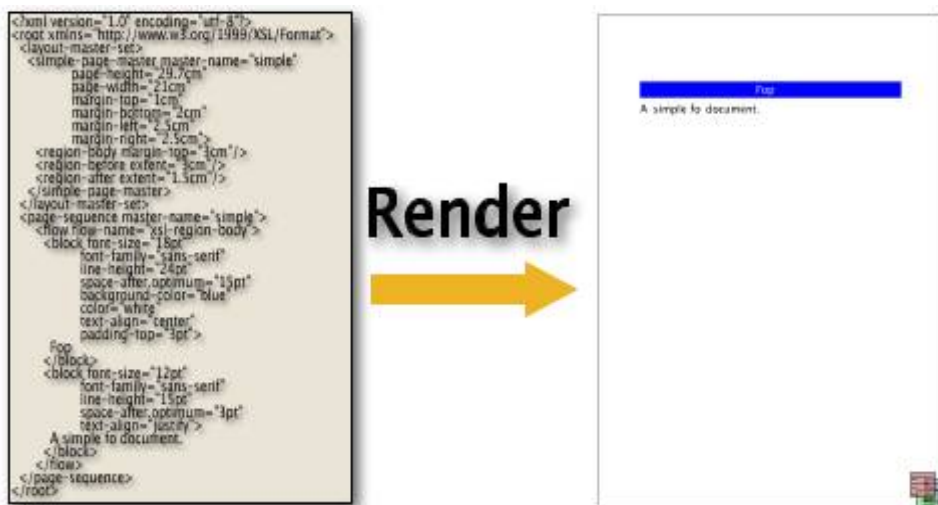 <?xml version="1.0" encoding="utf-8"?>
<root xmlns="http://www.w3.org/1999/XSL/Format">
<layout-master-set>
<simple-page-master master-name="simple"
page-height="29.7cm"
page-width="21cm"
margin-top="1cm"
margin-bottom="2cm"
margin-left="2.5cm"
margin-right="2.5cm">
<region-body margin-top="3cm"/>
<region-before extent="3cm"/>
<region-after extent="1.5cm"/>
</simple-page-master>
</layout-master-set>
<page-sequence master-name="simple">
<flow flow-name="xsl-region-body">
<block font-size="18pt"
font-family="sans-serif"
line-height="24pt"
space-after.optimum="15pt"
background-color="blue"
color="white"
text-align="center"
padding-top="3pt">
Fop
</block>
<block font-size="12pt"
font-family="sans-serif"
line-height="15pt"
space-after.optimum="3pt"
text-align="justify">
A simple fo document.
</block>
</flow>
</page-sequence>
</root>
Render
Fop
A simple fo document.